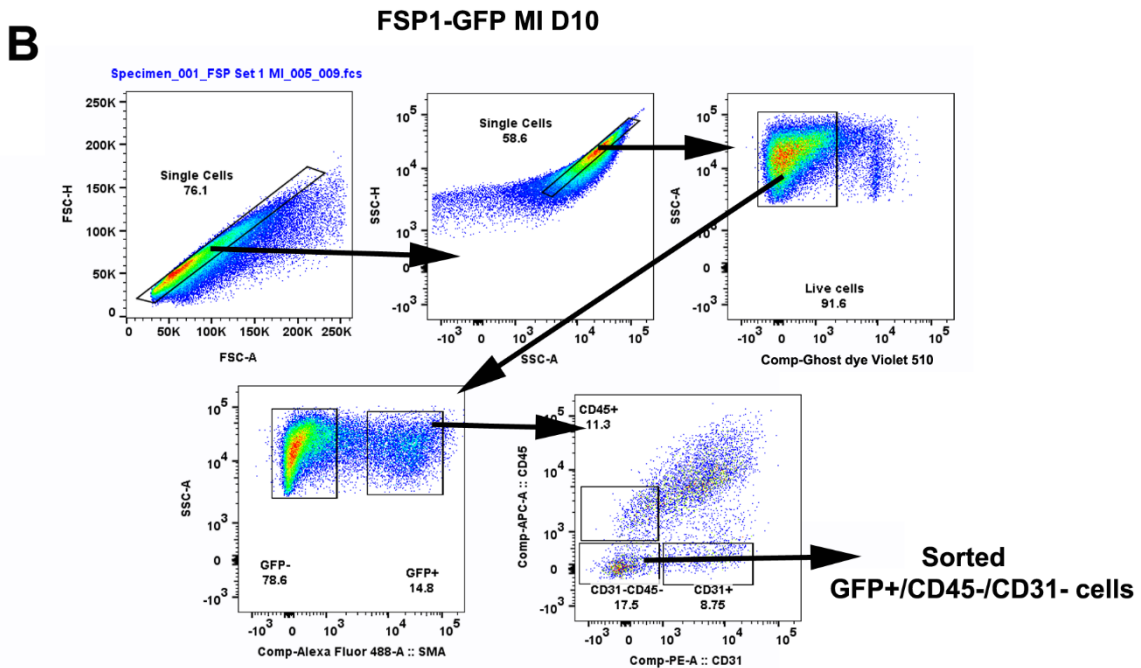 B
FSP1-GFP MI D10
Specimen_001_FSP Set 1 MI_005_009.fcs
250K
200K
150K
100K
50K
0
FSC-H
Single Cells
76.1
0 50K 100K 150K 200K 250K
FSC-A
10^5
10^4
10^3
0
-10^3
SSC-H
Single Cells
58.6
-10^3 0 10^3 10^4 10^5
SSC-A
10^5
10^4
10^3
0
-10^3
SSC-A
Live cells
91.6
-10^3 0 10^3 10^4 10^5
Comp-Ghost dye Violet 510
10^5
10^4
10^3
0
-10^3
SSC-A
GFP-
78.6
GFP+
14.8
-10^3 0 10^3 10^4 10^5
Comp-Alexa Fluor 488-A :: SMA
10^5
10^4
10^3
0
-10^3
Comp-APC-A :: CD45
CD45+
11.3
CD31-CD45-
17.5
CD31+
8.75
-10^3 0 10^3 10^4 10^5
Comp-PE-A :: CD31
Sorted
GFP+/CD45-/CD31- cells